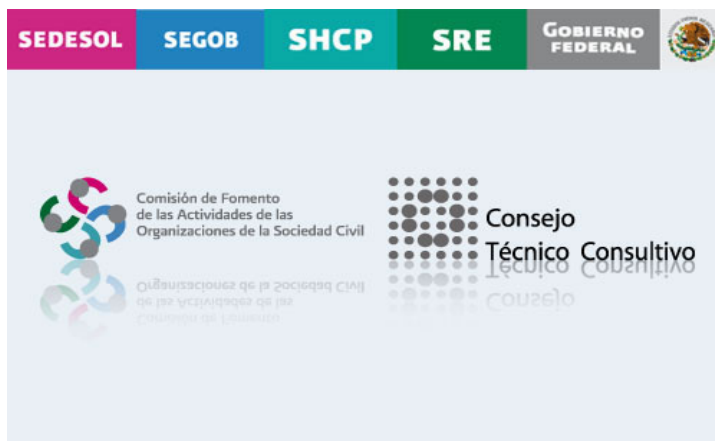 SEDESOL
SEGOB
SHCP
SRE
GOBIERNO
FEDERAL
Comisión de Fomento
de las Actividades de las
Organizaciones de la Sociedad Civil
Consejo
Técnico Consultivo